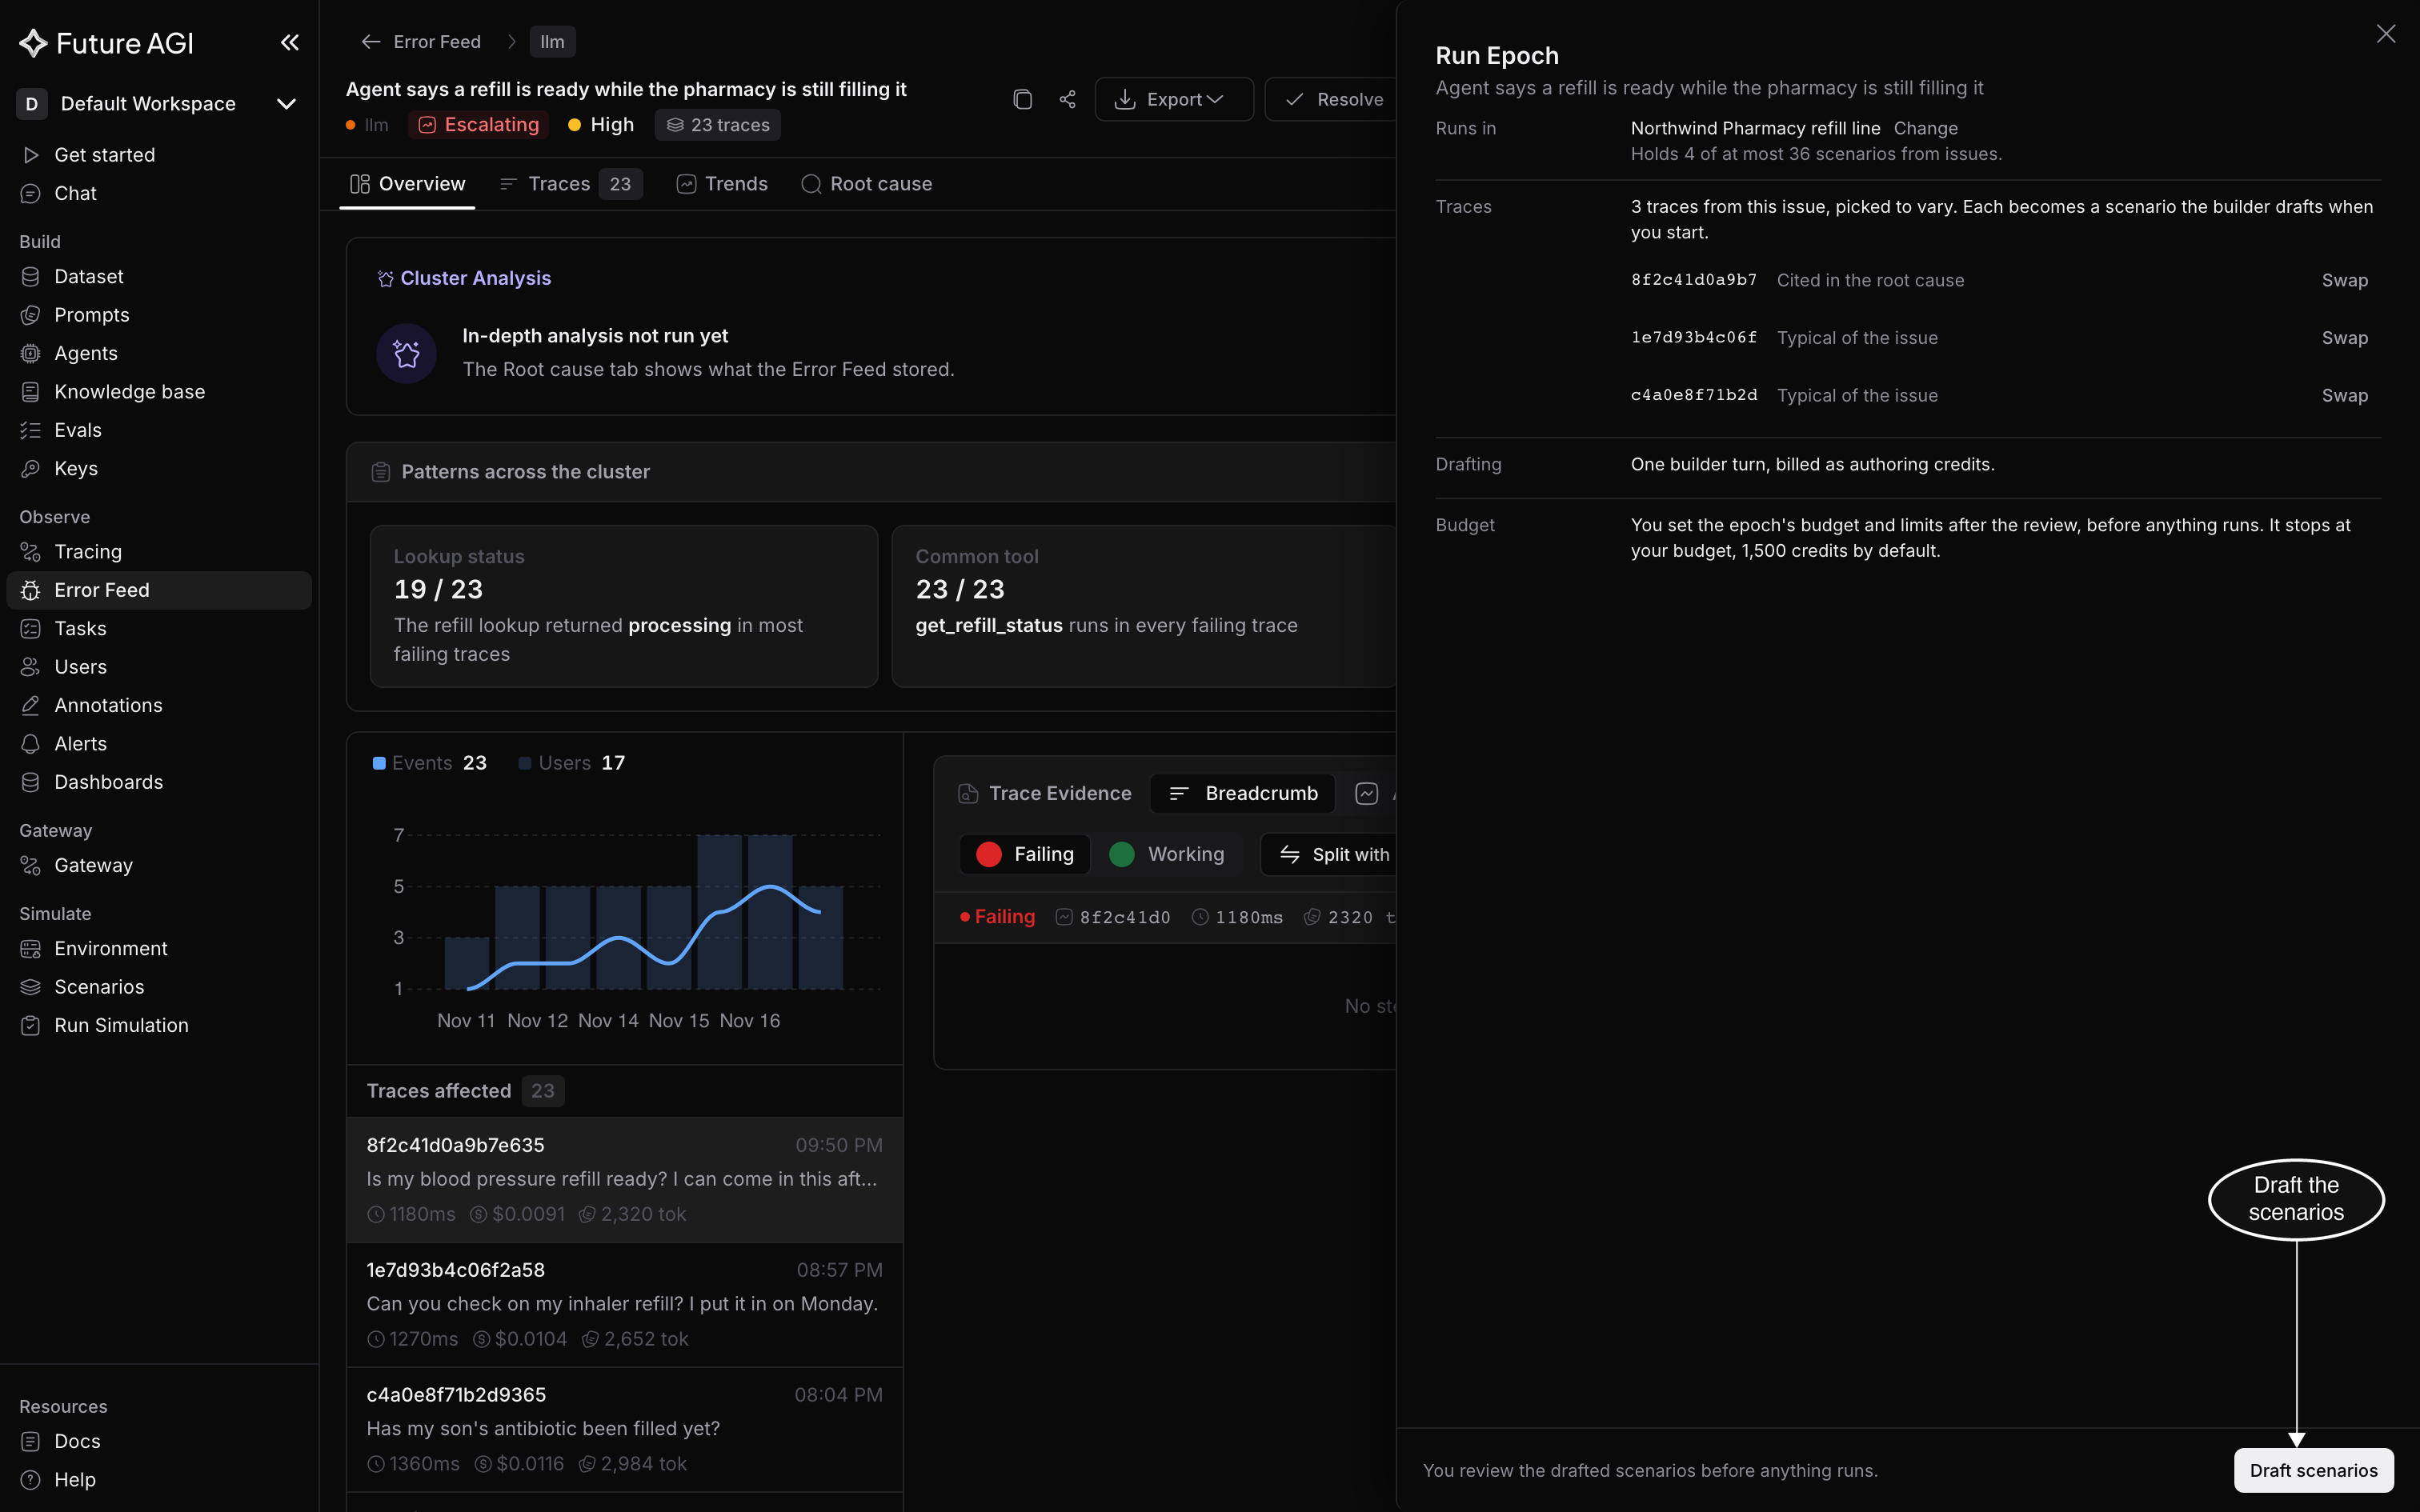 Future AGI
D Default Workspace
Get started
Chat
Build
Dataset
Prompts
Agents
Knowledge base
Evals
Keys
Observe
Tracing
Error Feed
Tasks
Users
Annotations
Alerts
Dashboards
Gateway
Gateway
Simulate
Environment
Scenarios
Run Simulation
Resources
Docs
Help
Error Feed llm
Agent says a refill is ready while the pharmacy is still filling it
llm Escalating High 23 traces
Export Resolve
Overview Traces 23 Trends Root cause
Cluster Analysis
In-depth analysis not run yet
The Root cause tab shows what the Error Feed stored.
Patterns across the cluster
Lookup status
19 / 23
The refill lookup returned processing in most
failing traces
Common tool
23 / 23
get_refill_status runs in every failing trace
Events 23 Users 17
7
5
3
1
Nov 11 Nov 12 Nov 14 Nov 15 Nov 16
Traces affected 23
8f2c41d0a9b7e635 09:50 PM
Is my blood pressure refill ready? I can come in this aft...
1180ms $0.0091 2,320 tok
1e7d93b4c06f2a58 08:57 PM
Can you check on my inhaler refill? I put it in on Monday.
1270ms $0.0104 2,652 tok
c4a0e8f71b2d9365 08:04 PM
Has my son's antibiotic been filled yet?
1360ms $0.0116 2,984 tok
Trace Evidence Breadcrumb
Failing Working Split with
Failing 8f2c41d0 1180ms 2320 t
No ste
Run Epoch
Agent says a refill is ready while the pharmacy is still filling it
Runs in Northwind Pharmacy refill line Change
Holds 4 of at most 36 scenarios from issues.
Traces 3 traces from this issue, picked to vary. Each becomes a scenario the builder drafts when
you start.
8f2c41d0a9b7 Cited in the root cause Swap
1e7d93b4c06f Typical of the issue Swap
c4a0e8f71b2d Typical of the issue Swap
Drafting One builder turn, billed as authoring credits.
Budget You set the epoch's budget and limits after the review, before anything runs. It stops at
your budget, 1,500 credits by default.
Draft the
scenarios
You review the drafted scenarios before anything runs.
Draft scenarios